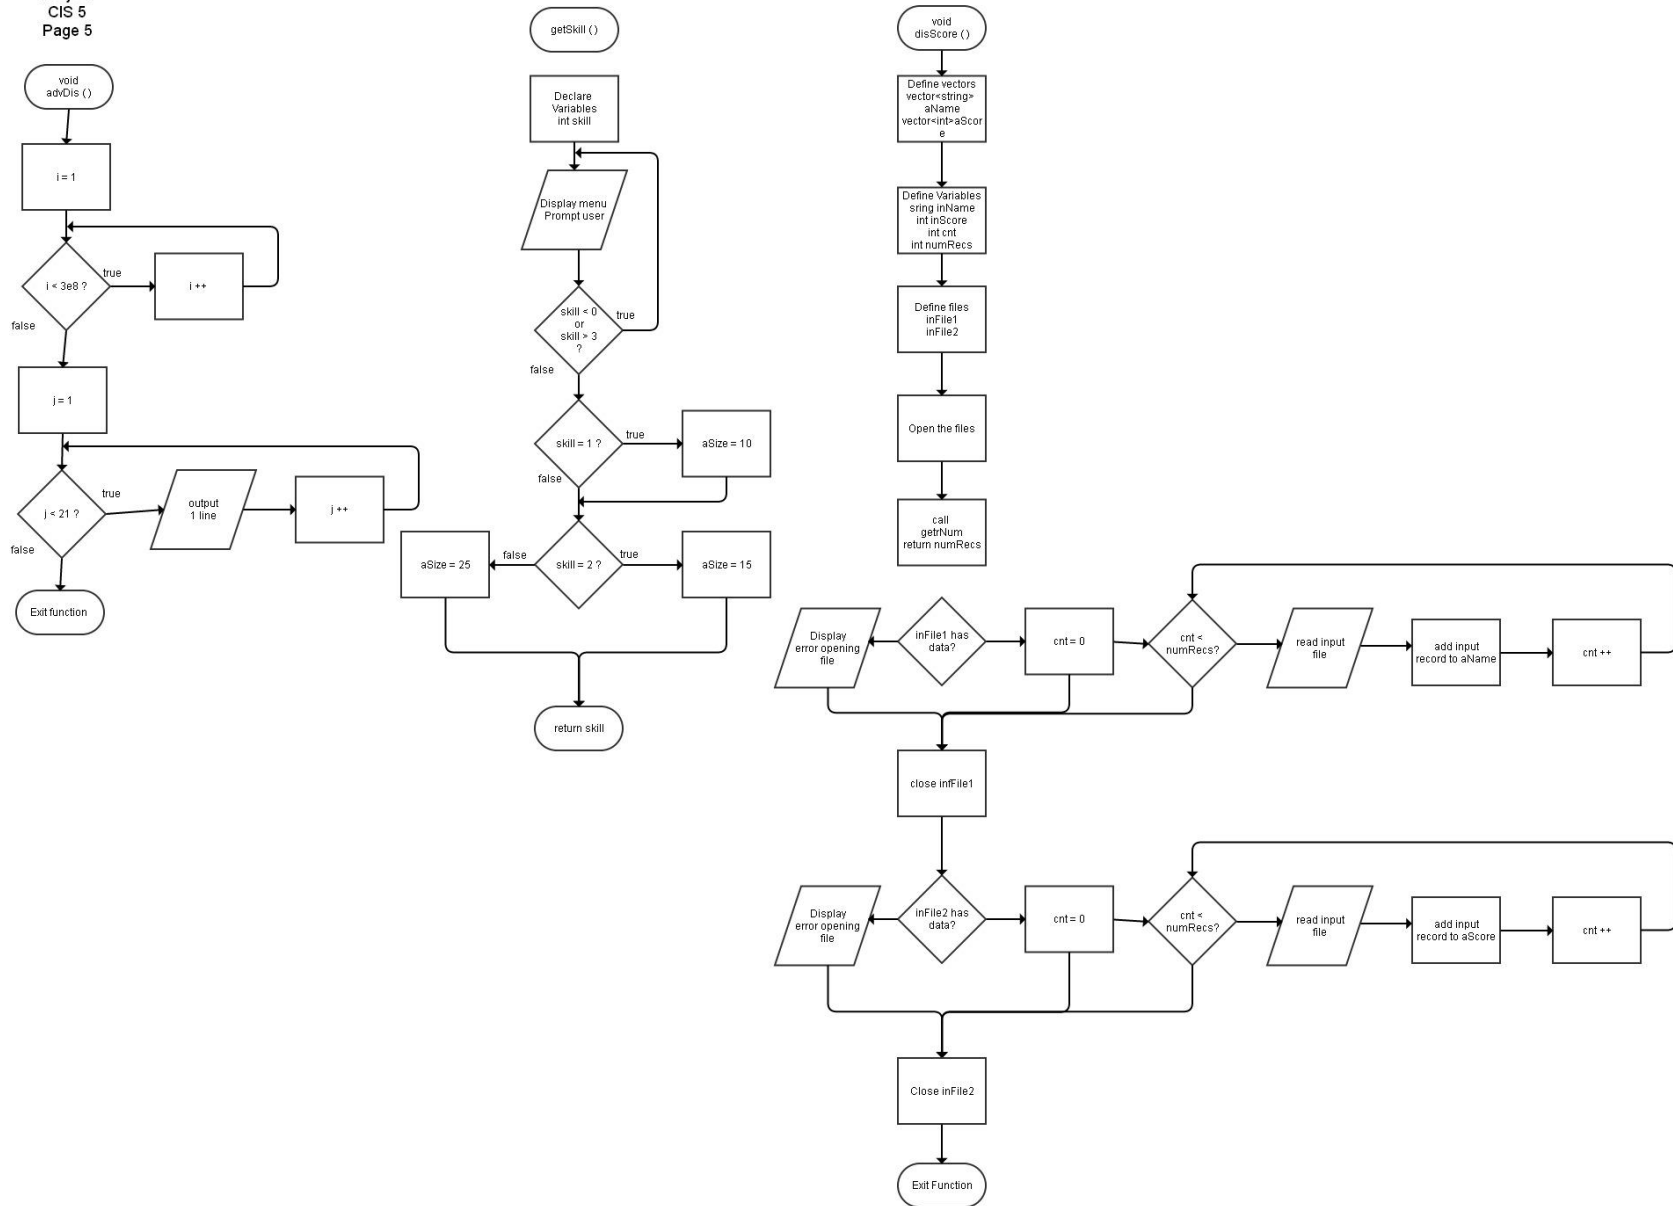 CIS 5
Page 5
void
advDis ( )
i = 1
i < 3e8 ?
true
i ++
false
j = 1
j < 21 ?
true
output
1 line
j ++
false
Exit function
getSkill ( )
Declare
Variables
int skill
Display menu
Prompt user
skill < 0
or
skill > 3
?
true
false
skill = 1 ?
true
aSize = 10
false
skill = 2 ?
false
aSize = 25
true
aSize = 15
return skill
void
disScore ( )
Define vectors
vector<string>
aName
vector<int>aScor
e
Define Variables
sring inName
int inScore
int cnt
int numRecs
Define files
inFile1
inFile2
Open the files
call
getrNum
return numRecs
Display
error opening
file
inFile1 has
data?
cnt = 0
cnt <
numRecs?
read input
file
add input
record to aName
cnt ++
close infFile1
Display
error opening
file
inFile2 has
data?
cnt = 0
cnt <
numRecs?
read input
file
add input
record to aScore
cnt ++
Close inFile2
Exit Function